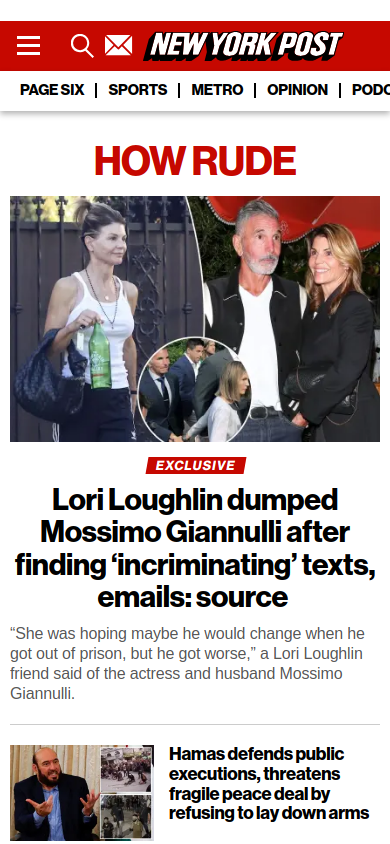 NEW YORK POST
PAGE SIX | SPORTS | METRO | OPINION | PODC
HOW RUDE
EXCLUSIVE
Lori Loughlin dumped
Mossimo Giannulli after
finding ‘incriminating’ texts,
emails: source
“She was hoping maybe he would change when he
got out of prison, but he got worse,” a Lori Loughlin
friend said of the actress and husband Mossimo
Giannulli.
Hamas defends public
executions, threatens
fragile peace deal by
refusing to lay down arms